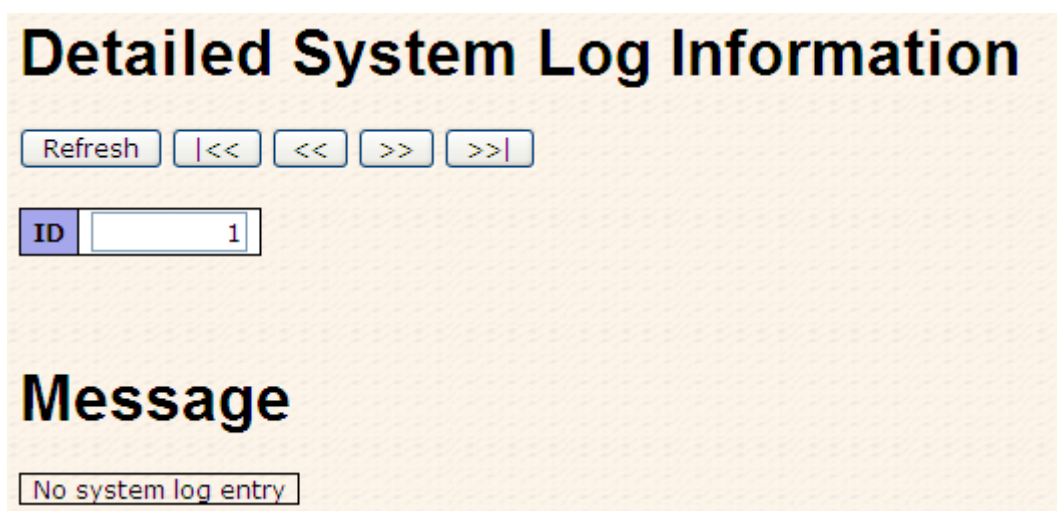 Detailed System Log Information
Refresh |<< << >> >>|
ID 1
Message
No system log entry